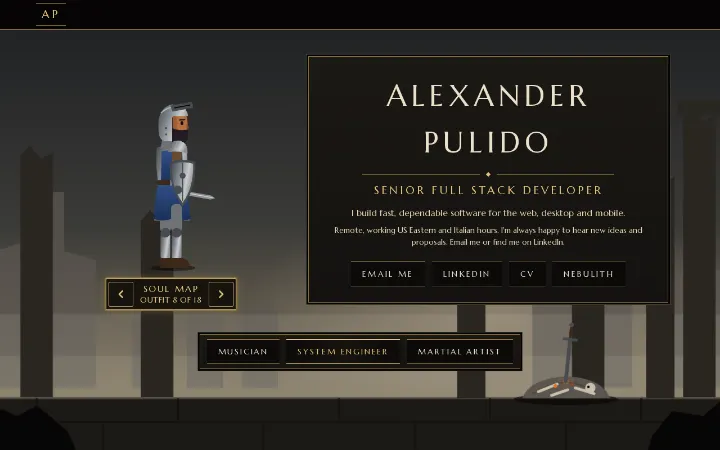 AP
ALEXANDER
PULIDO
SENIOR FULL STACK DEVELOPER
I build fast, dependable software for the web, desktop and mobile.
Remote, working US Eastern and Italian hours. I'm always happy to hear new ideas and
proposals. Email me or find me on LinkedIn.
EMAIL ME
LINKEDIN
CV
NEBULITH
SOUL MAP
OUTFIT 8 OF 18
MUSICIAN
SYSTEM ENGINEER
MARTIAL ARTIST